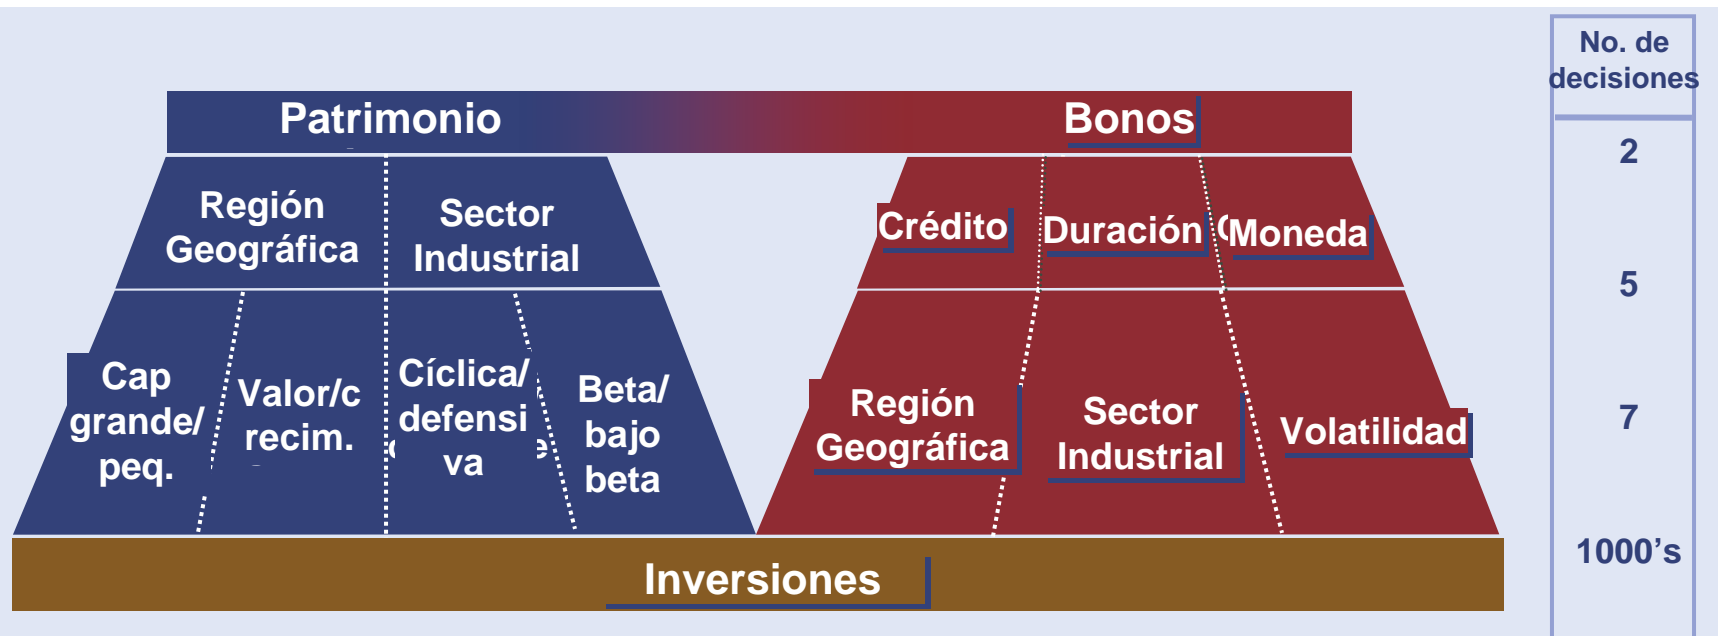 No. de
decisiones
Patrimonio
Bonos
2
Región
Geográfica
Sector
Industrial
Crédito
Duración
Moneda
5
Cap
grande/
peq.
Valor/c
recim.
Cíclica/
defensi
va
Beta/
bajo
beta
Región
Geográfica
Sector
Industrial
Volatilidad
7
Inversiones
1000’s